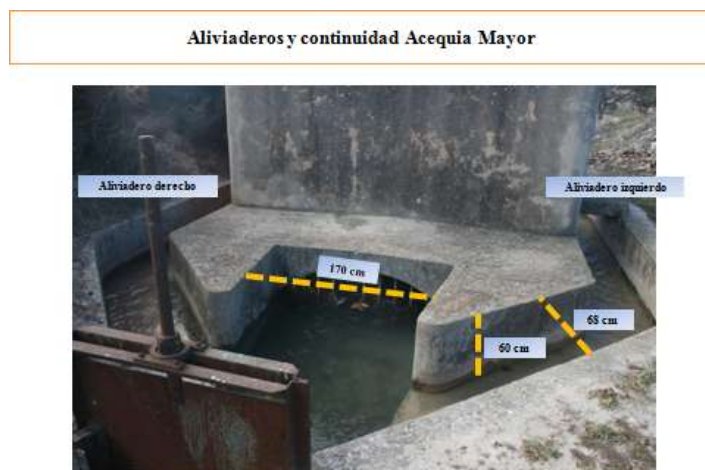 Aliviaderos y continuidad Acequia Mayor
Aliviadero derecho
Aliviadero izquierdo
170 cm
68 cm
60 cm